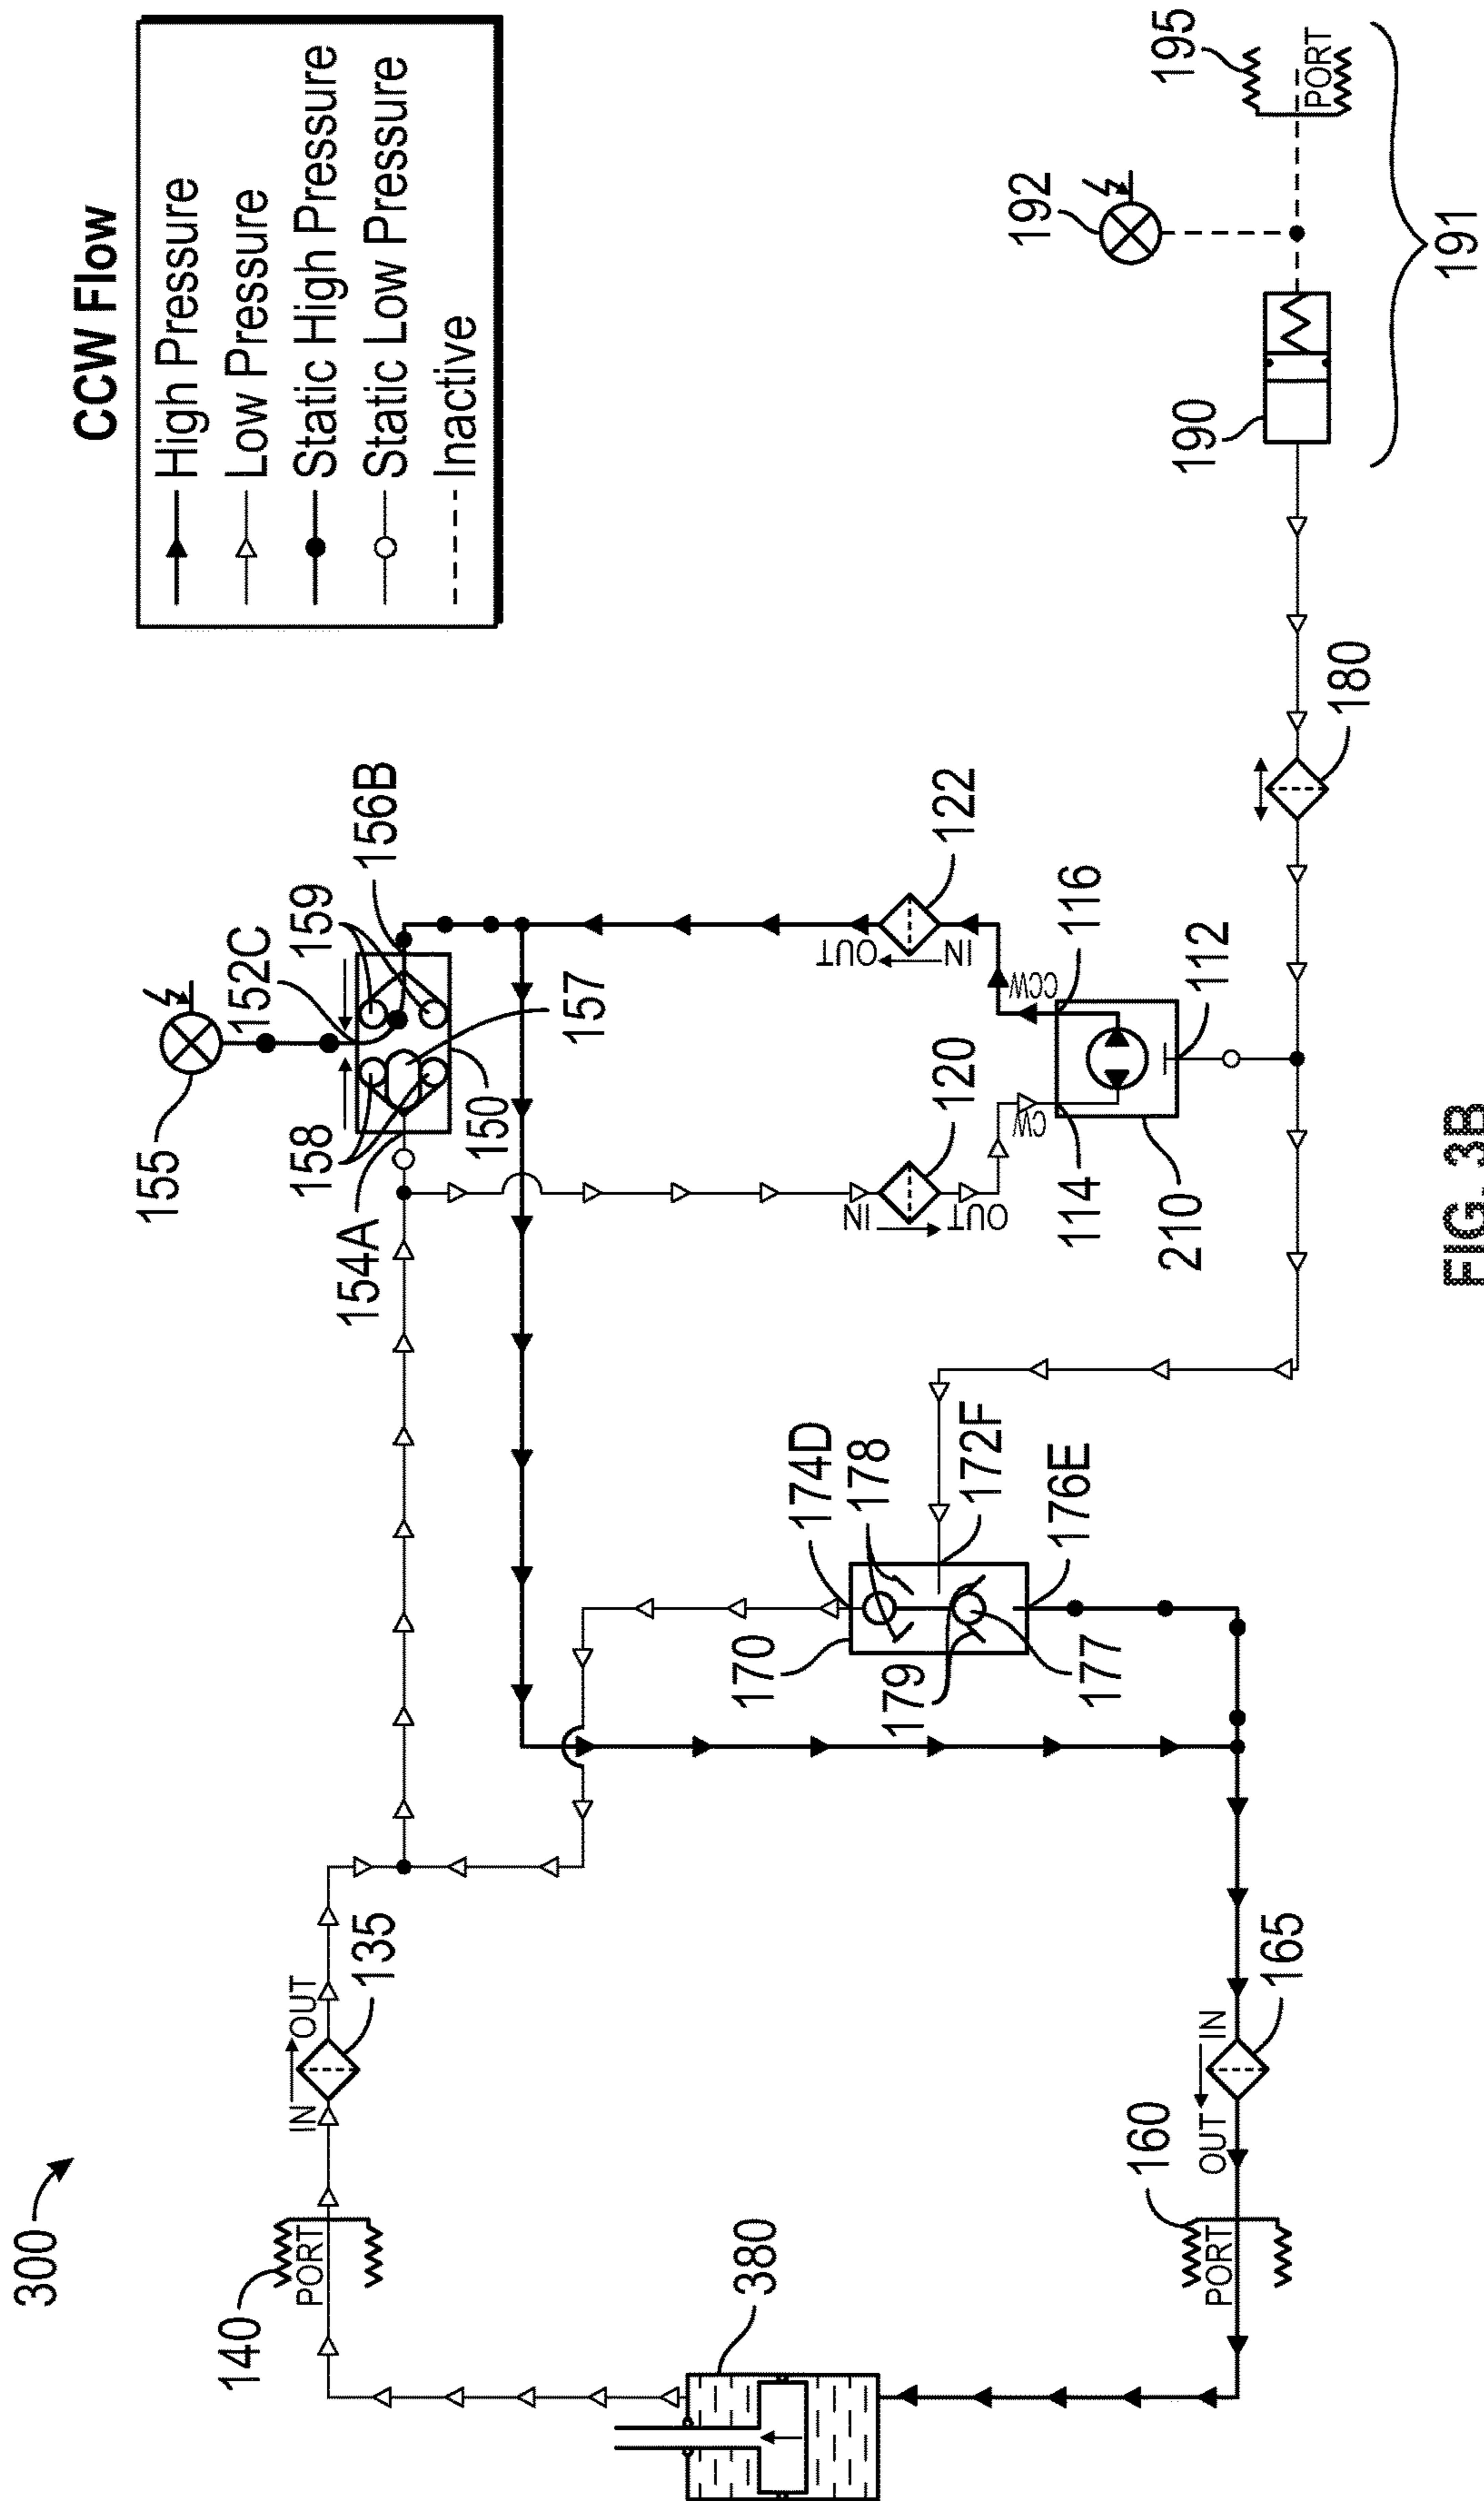 CCW Flow
High Pressure
Low Pressure
Static High Pressure
Static Low Pressure
Inactive
300
140
PORT
IN
OUT
135
380
160
PORT
OUT
IN
165
155
152C
159
158
154A
150
157
156B
170
174D
178
172F
176E
179
177
IN
OUT
120
OUT
IN
122
CW
CCW
114
116
210
112
180
190
192
195
PORT
191
FIG. 3B